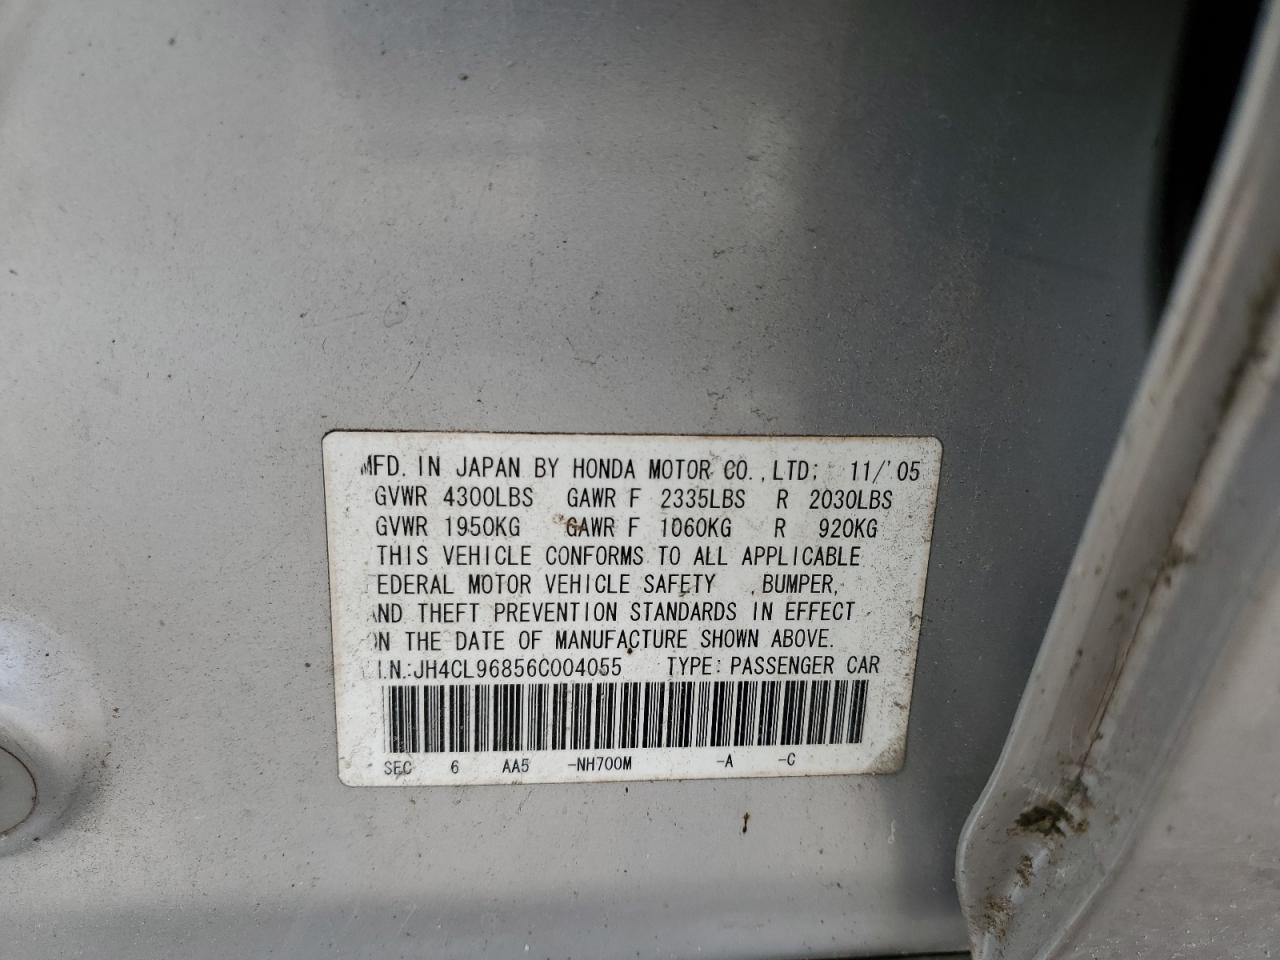 MFD. IN JAPAN BY HONDA MOTOR CO., LTD; 11/'05
GVWR 4300LBS GAWR F 2335LBS R 2030LBS
GVWR 1950KG GAWR F 1060KG R 920KG
THIS VEHICLE CONFORMS TO ALL APPLICABLE
FEDERAL MOTOR VEHICLE SAFETY , BUMPER,
AND THEFT PREVENTION STANDARDS IN EFFECT
ON THE DATE OF MANUFACTURE SHOWN ABOVE.
V.I.N.:JH4CL96856C004055 TYPE: PASSENGER CAR
SEC 6 AA5 -NH700M -A -C